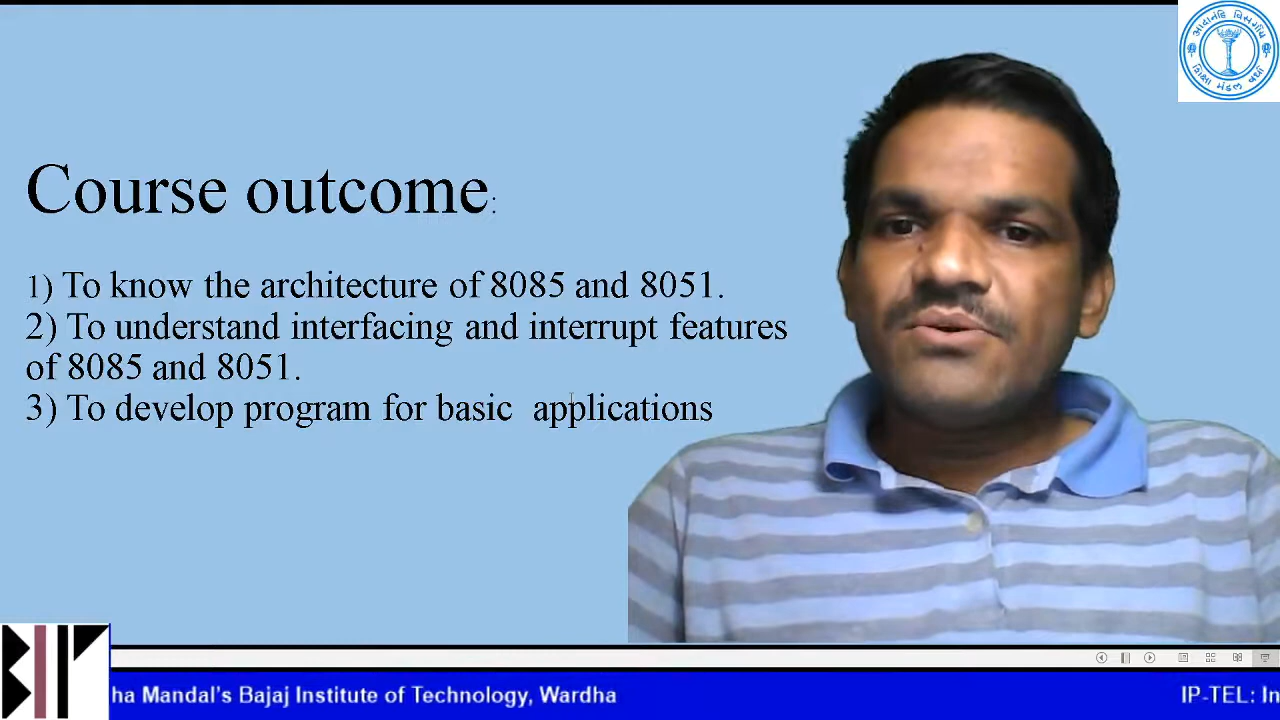 Course outcome:
1) To know the architecture of 8085 and 8051.
2) To understand interfacing and interrupt features
of 8085 and 8051.
3) To develop program for basic  applications
BIT
ha Mandal's Bajaj Institute of Technology, Wardha
IP-TEL: In